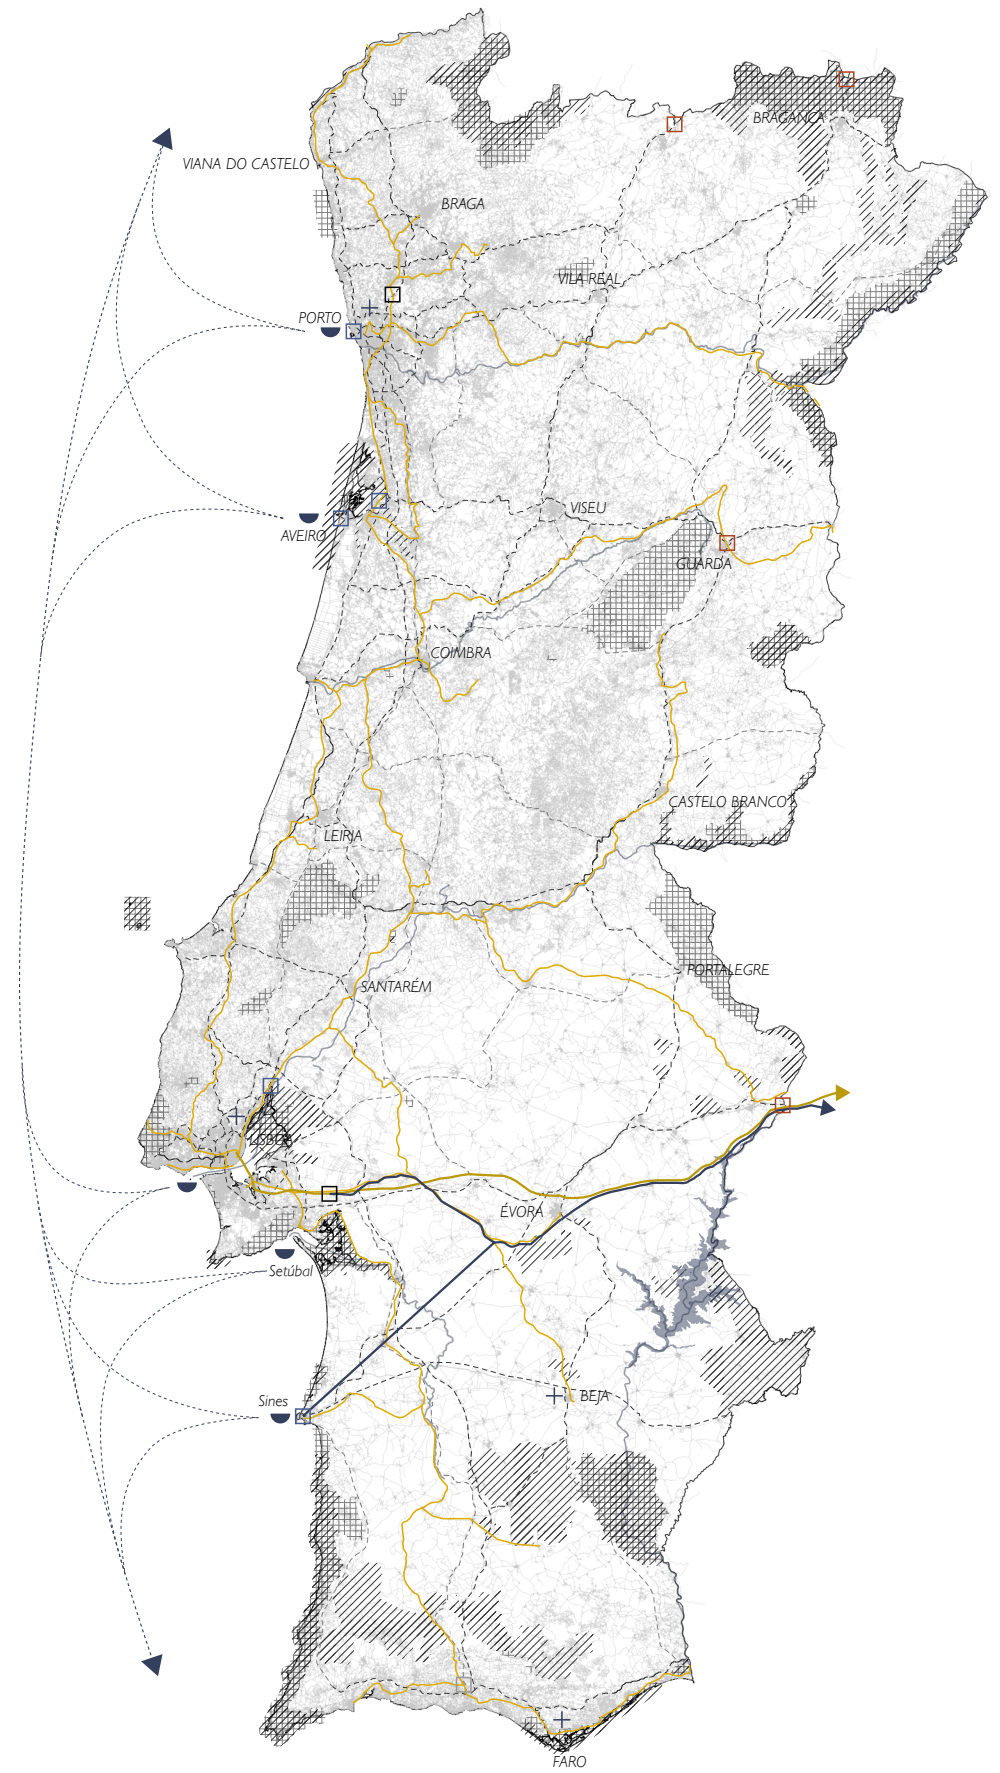 BRAGANÇA
VIANA DO CASTELO
BRAGA
VILA REAL
PORTO
VISEU
AVEIRO
GUARDA
COIMBRA
CASTELO BRANCO
LEIRIA
PORTALEGRE
SANTARÉM
LISBOA
ÉVORA
Setúbal
BEJA
Sines
FARO